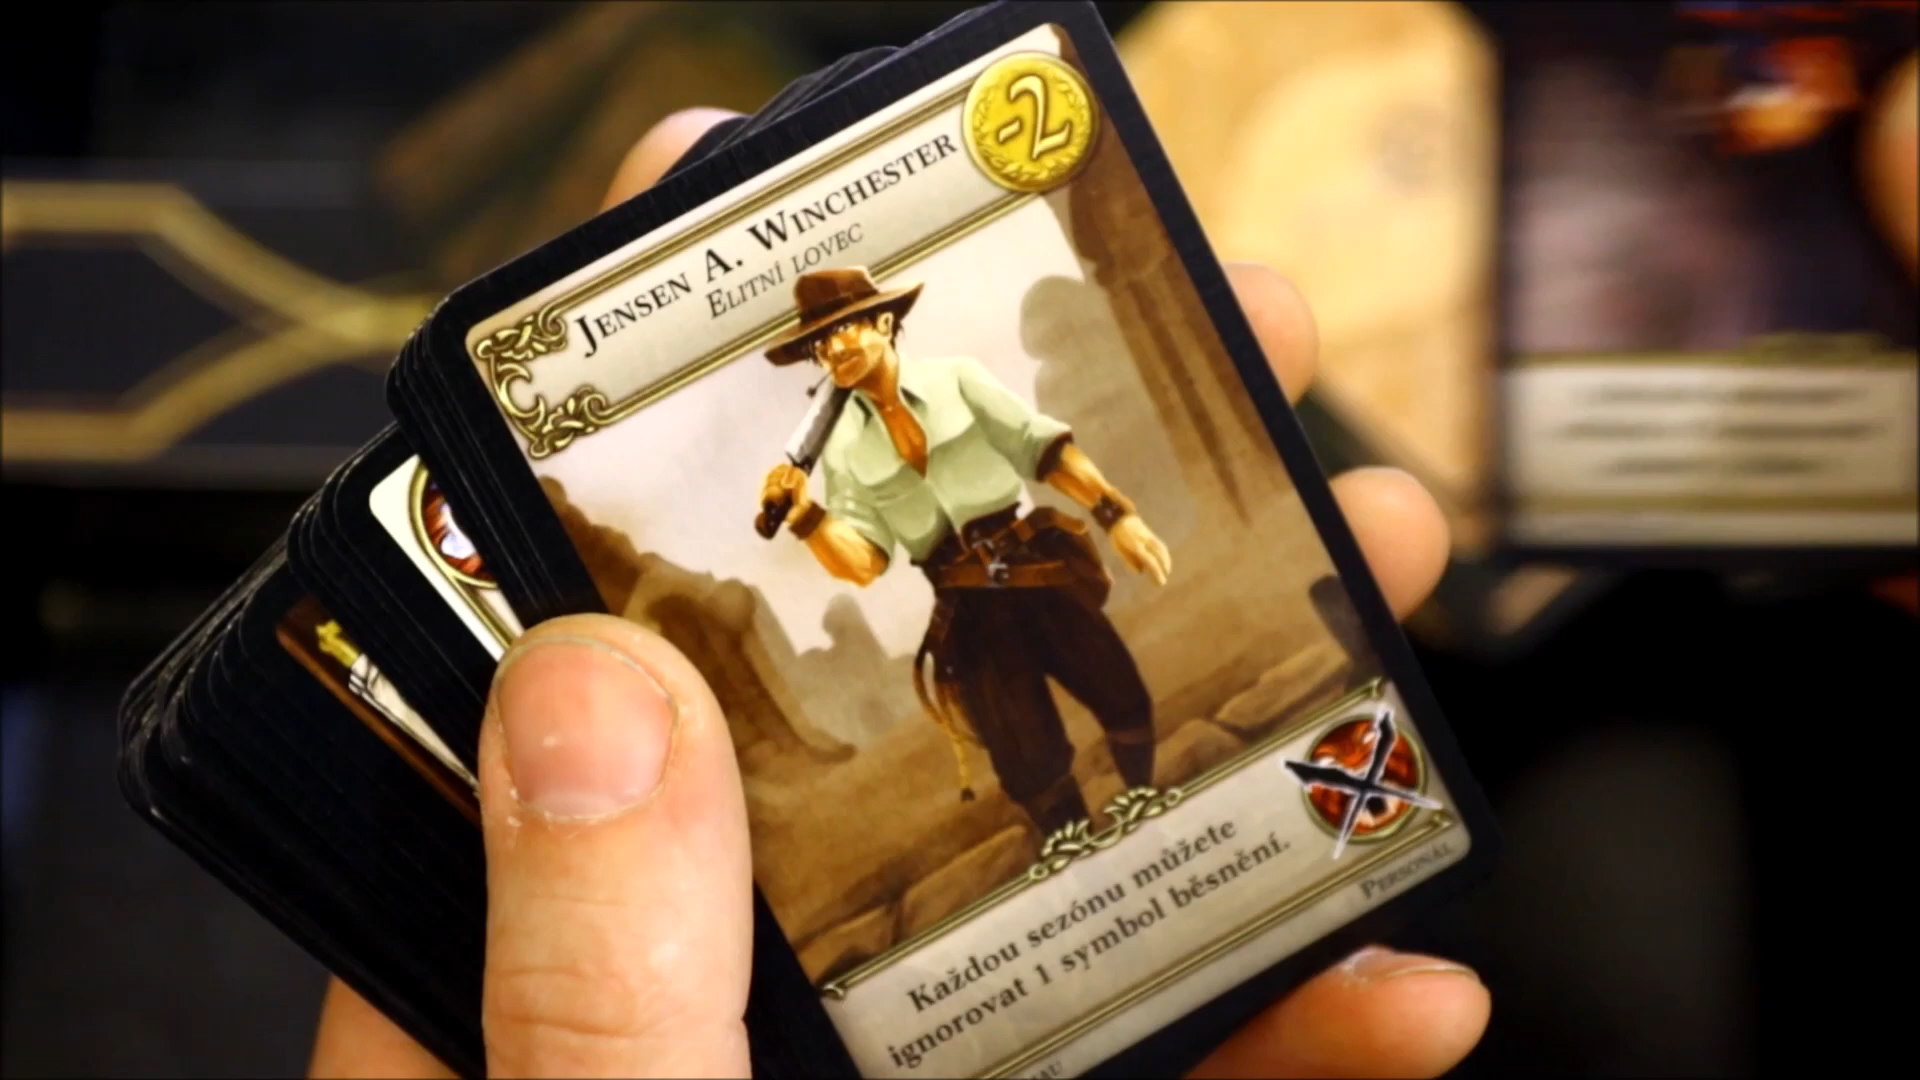 -2
JENSEN A. WINCHESTER
ELITNÍ LOVEC
Každou sezónu můžete
ignorovat 1 symbol běsnění.
PERSONÁL